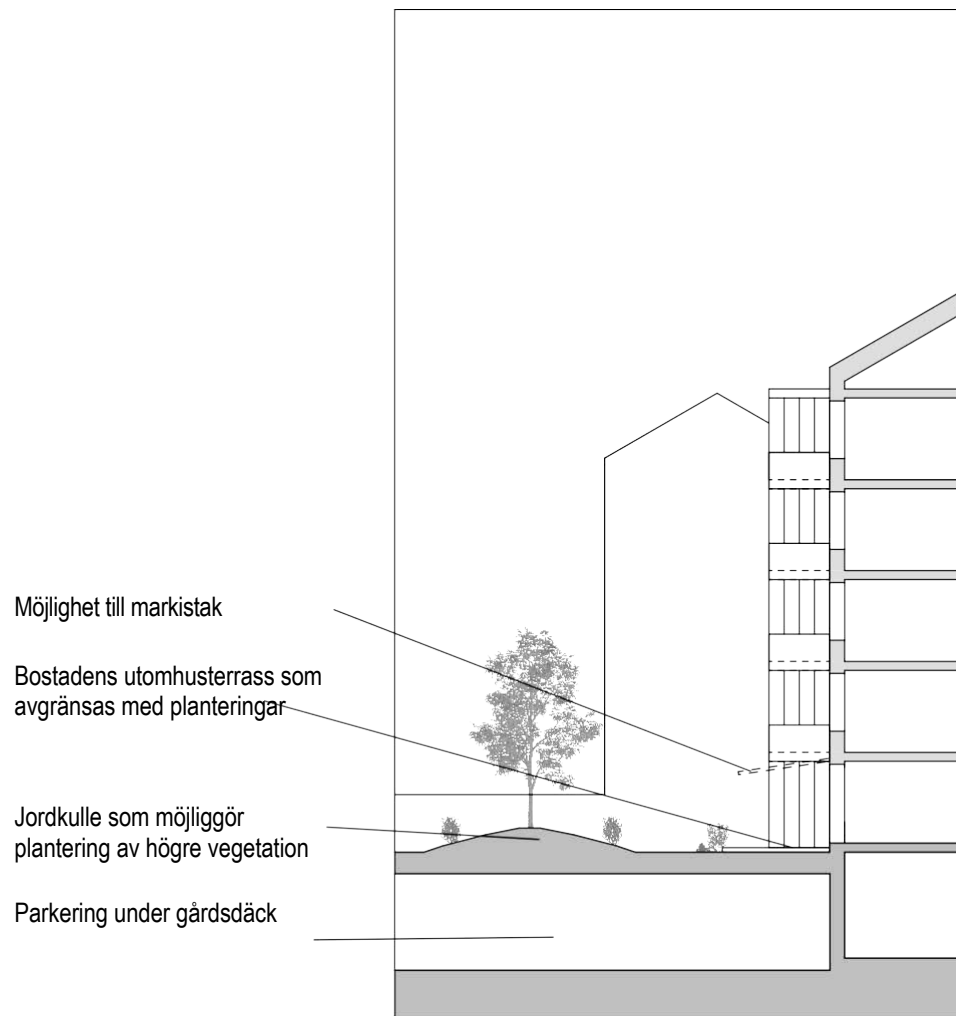 Möjlighet till markistak
Bostadens utomhusterrass som
avgränsas med planteringar
Jordkulle som möjliggör
plantering av högre vegetation
Parkering under gårdsdäck